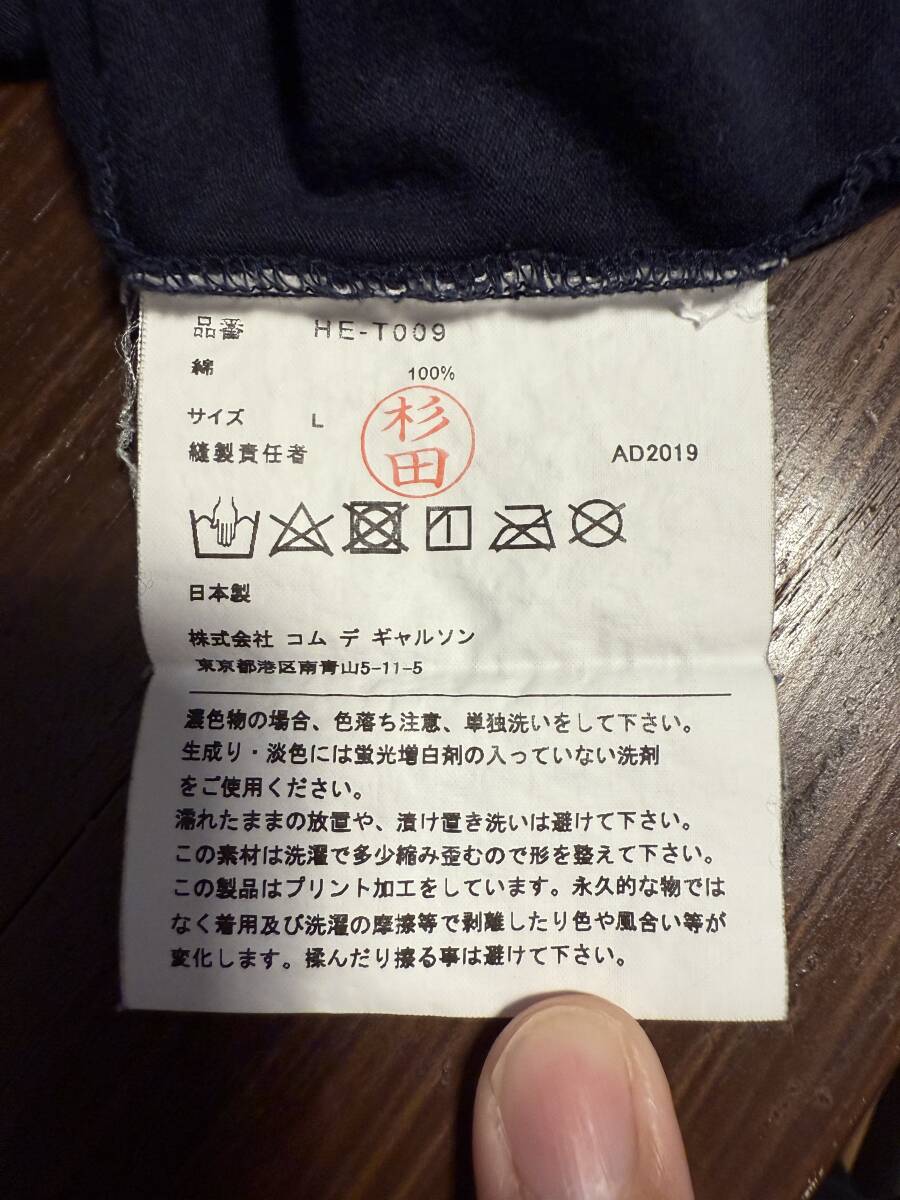 品番 HE-T009
綿 100%
サイズ L
杉田
縫製責任者 AD2019
日本製
株式会社 コム デ ギャルソン
東京都港区南青山5-11-5
濃色物の場合、色落ち注意、単独洗いをして下さい。
生成り・淡色には蛍光増白剤の入っていない洗剤
をご使用ください。
濡れたままの放置や、漬け置き洗いは避けて下さい。
この素材は洗濯で多少縮み歪むので形を整えて下さい。
この製品はプリント加工をしています。永久的な物では
なく着用及び洗濯の摩擦等で剥離したり色や風合い等が
変化します。揉んだり擦る事は避けて下さい。